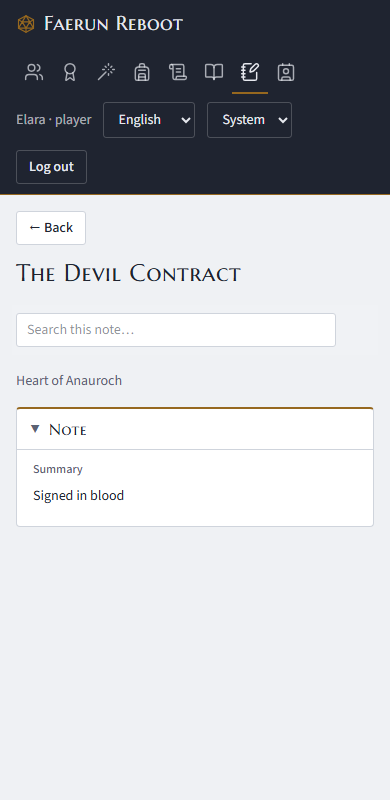 Faerun Reboot
Elara · player English System
Log out
← Back
The Devil Contract
Search this note…
Heart of Anauroch
▼ Note
Summary
Signed in blood